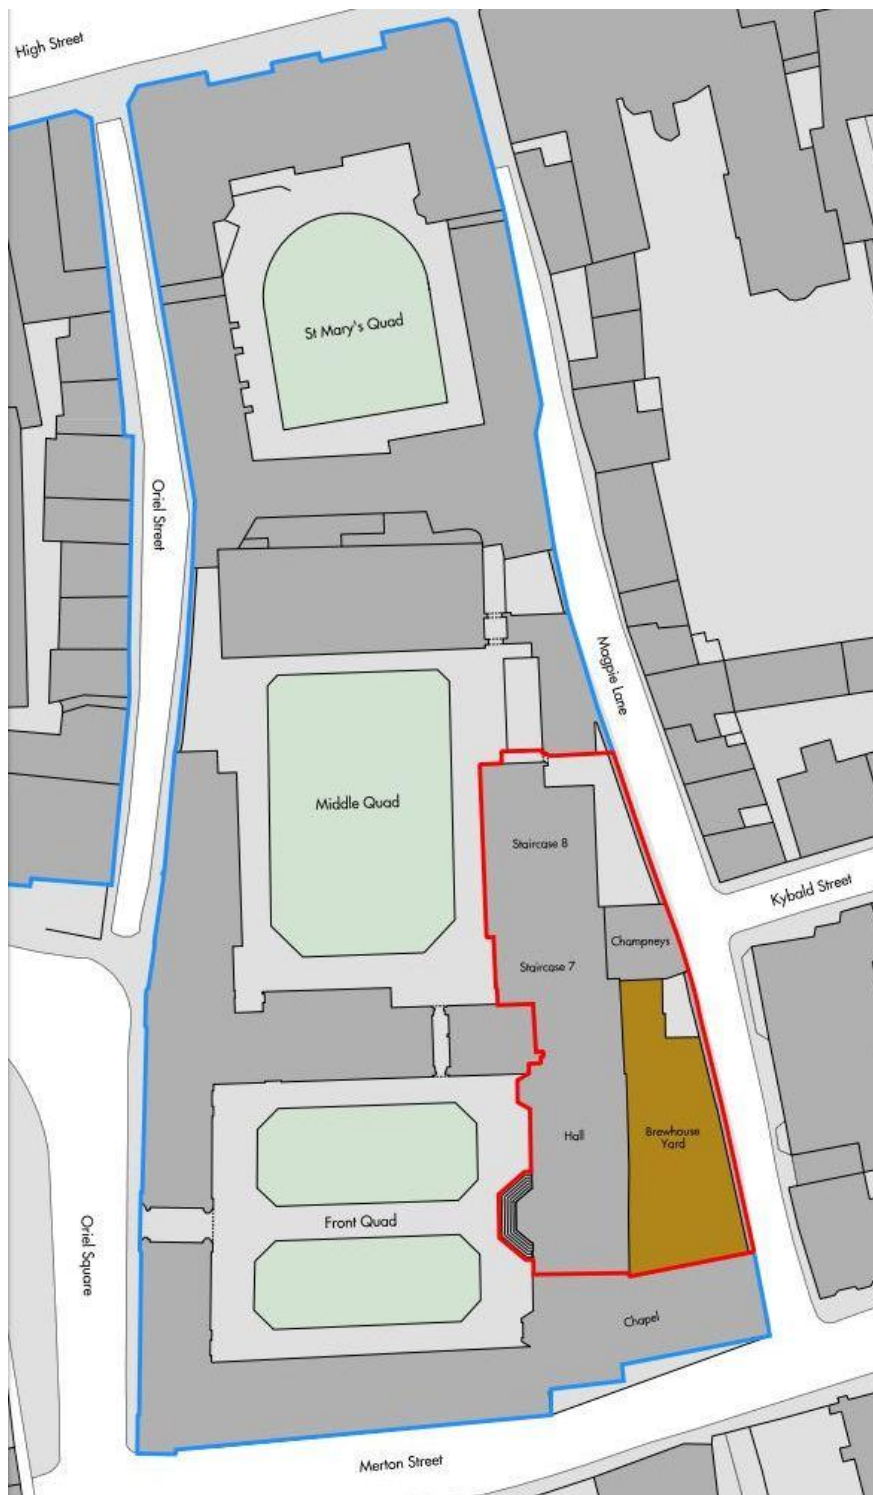 High Street
St Mary's Quad
Oriel Street
Magpie Lane
Middle Quad
Staircase 8
Kybald Street
Champneys
Staircase 7
Hall
Brewhouse
Yard
Front Quad
Oriel Square
Chapel
Merton Street